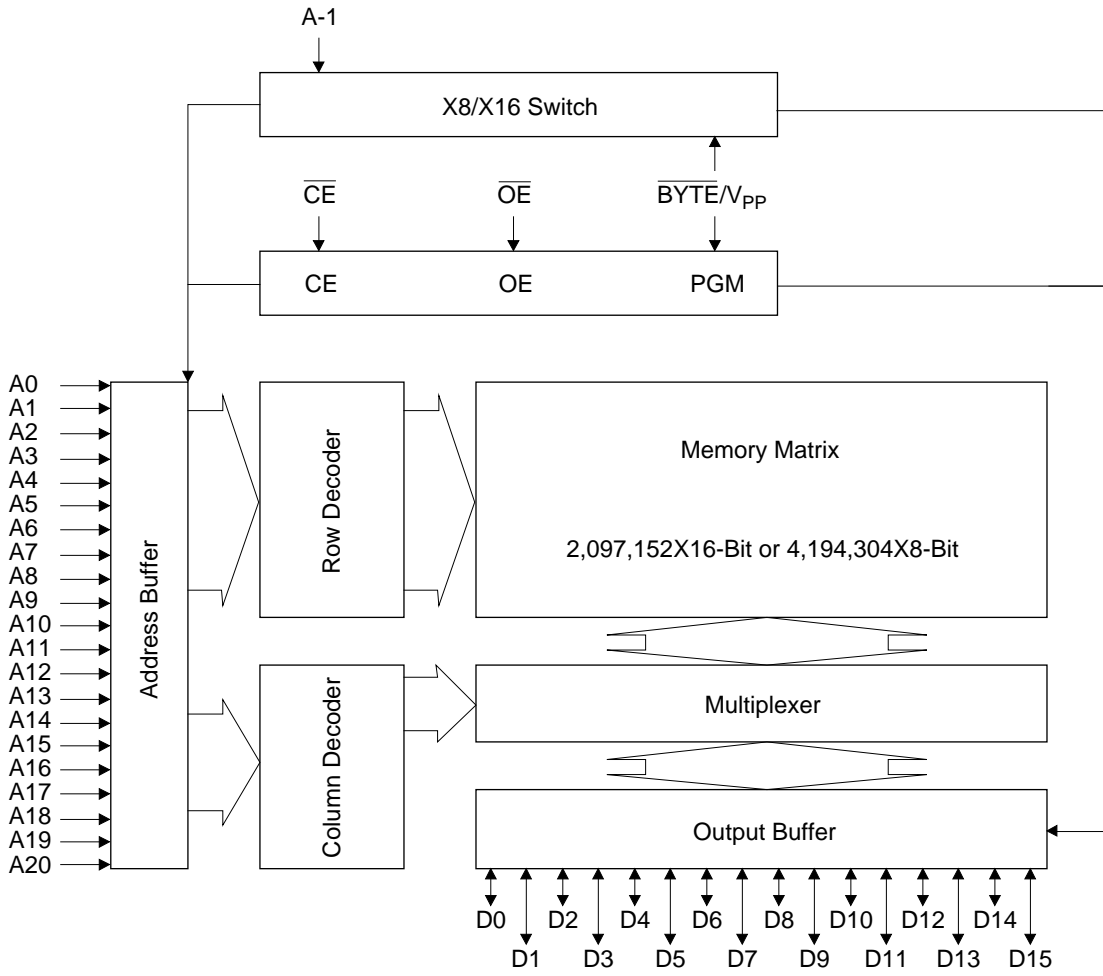 A-1
X8/X16 Switch
CE OE BYTE/VPP
CE OE PGM
A0
A1
A2
A3
A4
A5
A6
A7
A8
A9
A10
A11
A12
A13
A14
A15
A16
A17
A18
A19
A20
Address Buffer
Row Decoder
Memory Matrix
2,097,152X16-Bit or 4,194,304X8-Bit
Column Decoder
Multiplexer
Output Buffer
D0 D2 D4 D6 D8 D10 D12 D14
D1 D3 D5 D7 D9 D11 D13 D15